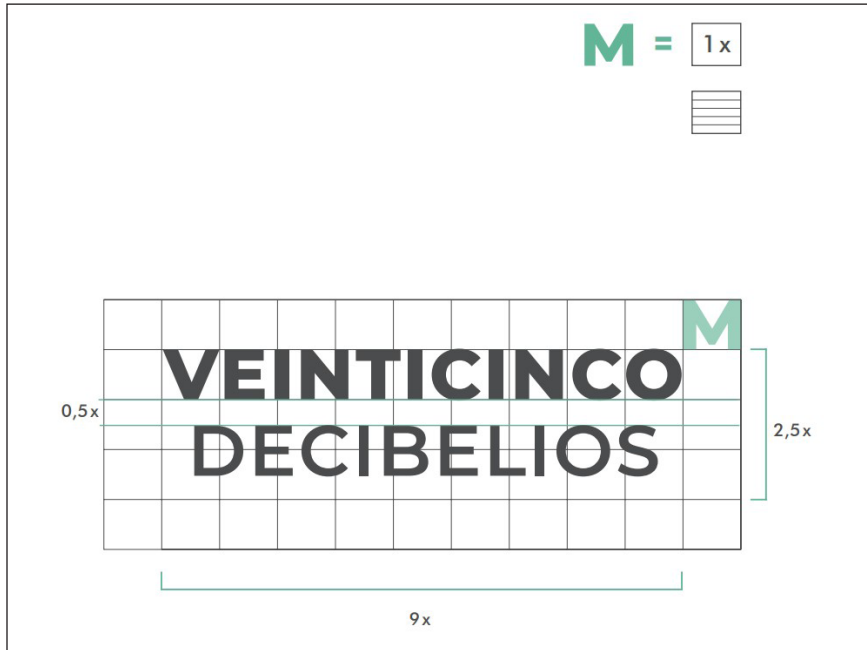 M = 1x
M
VEINTICINCO
0,5x
DECIBELIOS
2,5x
9x